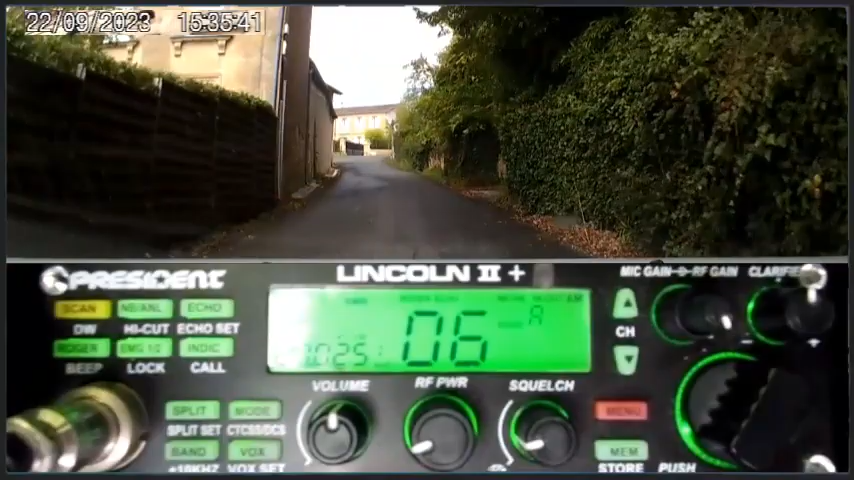 22/09/2023 15:35:41
PRESIDENT LINCOLN II + MIC GAIN RF GAIN CLARIFIER
SCAN NB/ANL ECHO
DW HI-CUT ECHO SET
ROGER EMG 1/2 INDIC
BEEP LOCK CALL
06
A
CH
VOLUME RF PWR SQUELCH
SPLIT MODE MENU
SPLIT SET CTCSS/DCS
BAND VOX MEM
+10KHZ VOX SET STORE PUSH